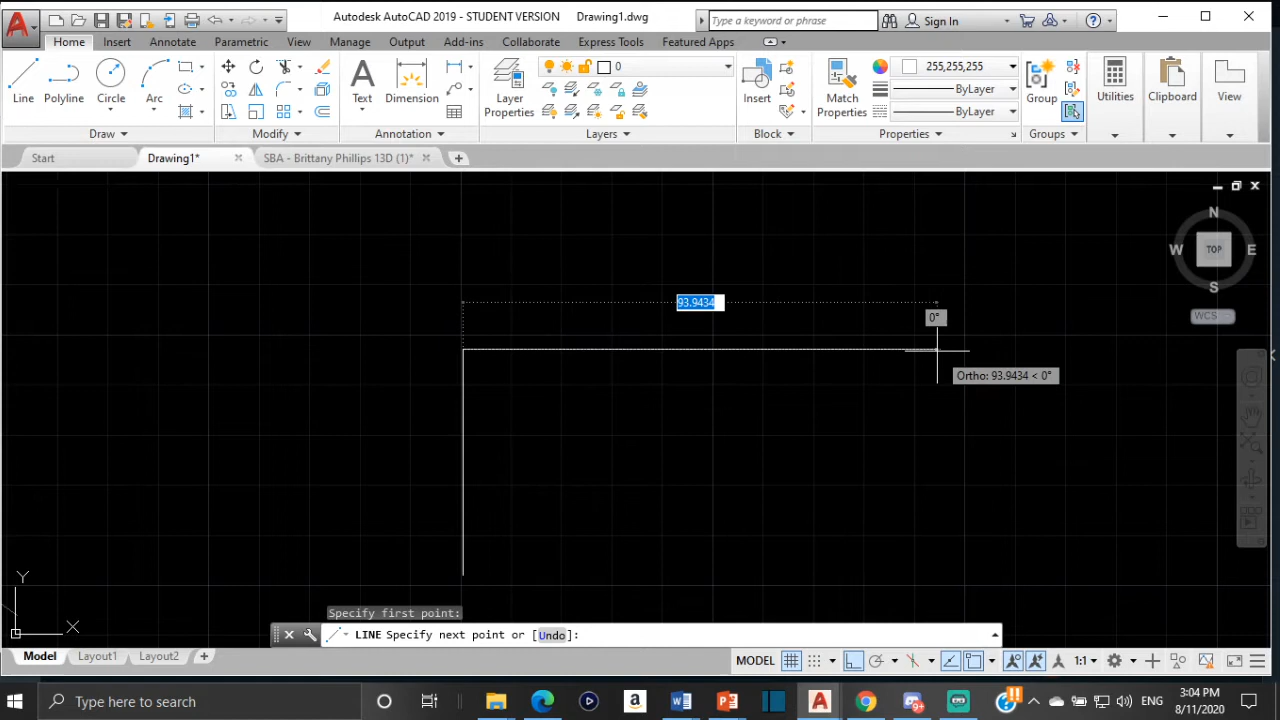 Autodesk AutoCAD 2019 - STUDENT VERSION Drawing1.dwg
Type a keyword or phrase
Sign In
Home Insert Annotate Parametric View Manage Output Add-ins Collaborate Express Tools Featured Apps
Line Polyline Circle Arc
Text Dimension
Layer Properties
0
Insert
Match Properties
255,255,255
ByLayer
ByLayer
Group
Utilities
Clipboard
View
Draw Modify Annotation Layers Block Properties Groups
Start Drawing1* SBA - Brittany Phillips 13D (1)*
N
W TOP E
S
WCS
93.9434
0°
Ortho: 93.9434 < 0°
Y
X
Specify first point:
LINE Specify next point or [Undo]:
Model Layout1 Layout2
MODEL 1:1
Type here to search
ENG
3:04 PM
8/11/2020